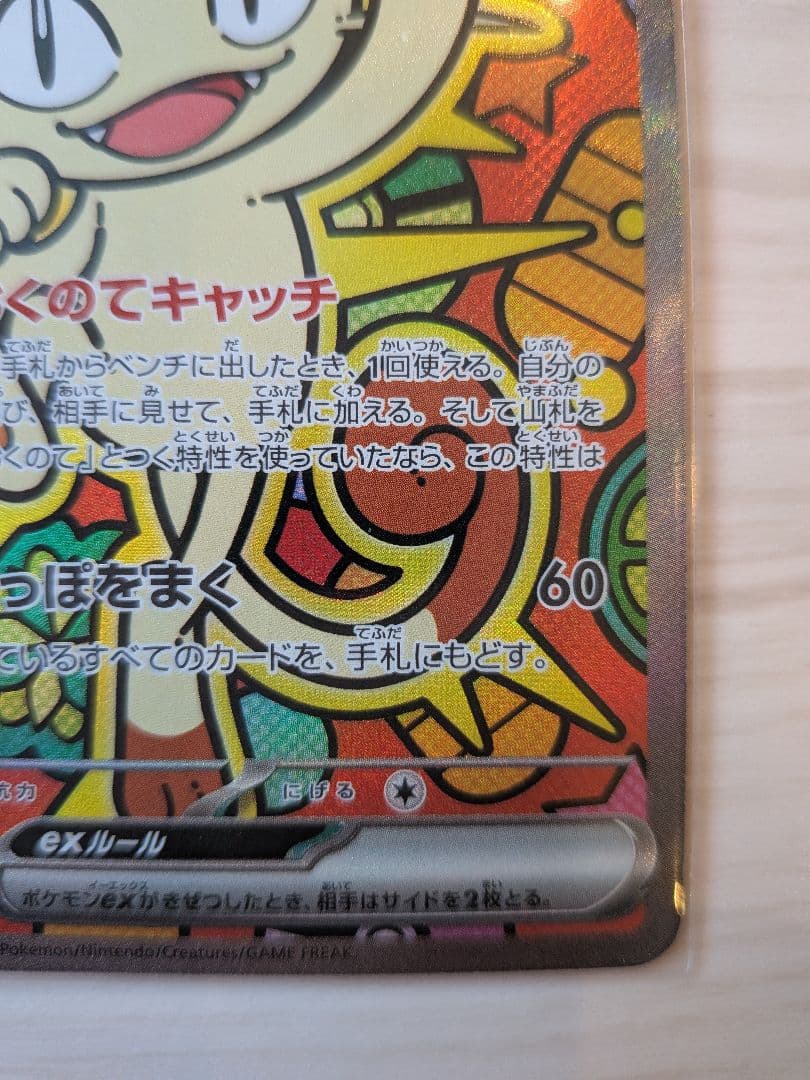 くのてキャッチ
手札からベンチに出したとき、1回使える。自分の
び、相手に見せて、手札に加える。そして山札を
くのて」とつく特性を使っていたなら、この特性は
っぽをまく 60
ているすべてのカードを、手札にもどす。
抗力 にげる
exルール
ポケモンexがきぜつしたとき、相手はサイドを2枚とる。
Pokémon/Nintendo/Creatures/GAME FREAK